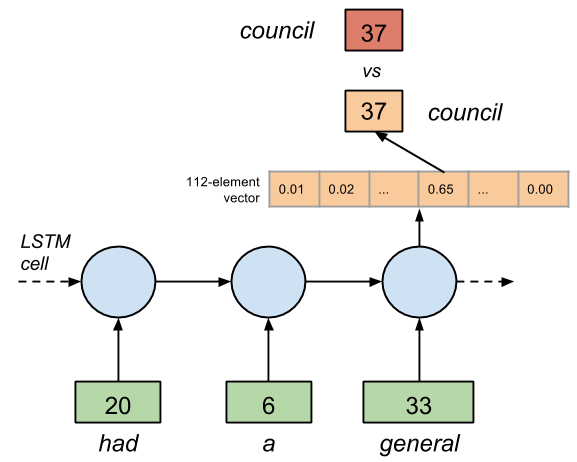 council 37
vs
37 council
112-element
vector
0.01 0.02 ... 0.65 ... 0.00
LSTM
cell
20 6 33
had a general